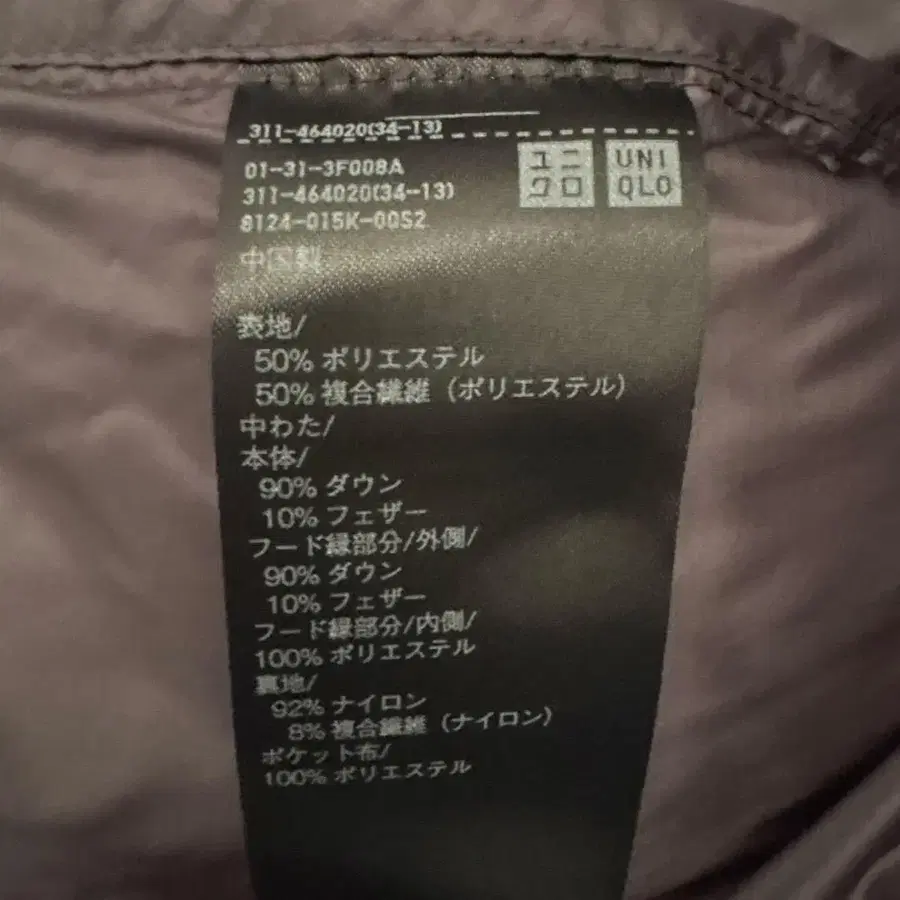 311-464020(34-13)
01-31-3F008A
311-464020(34-13)
8124-015K-00S2
ユニ
クロ
UNI
QLO
中国製
表地/
50% ポリエステル
50% 複合繊維 (ポリエステル)
中わた/
本体/
90% ダウン
10% フェザー
フード縁部分/外側/
90% ダウン
10% フェザー
フード縁部分/内側/
100% ポリエステル
裏地/
92% ナイロン
8% 複合繊維 (ナイロン)
ポケット布/
100% ポリエステル